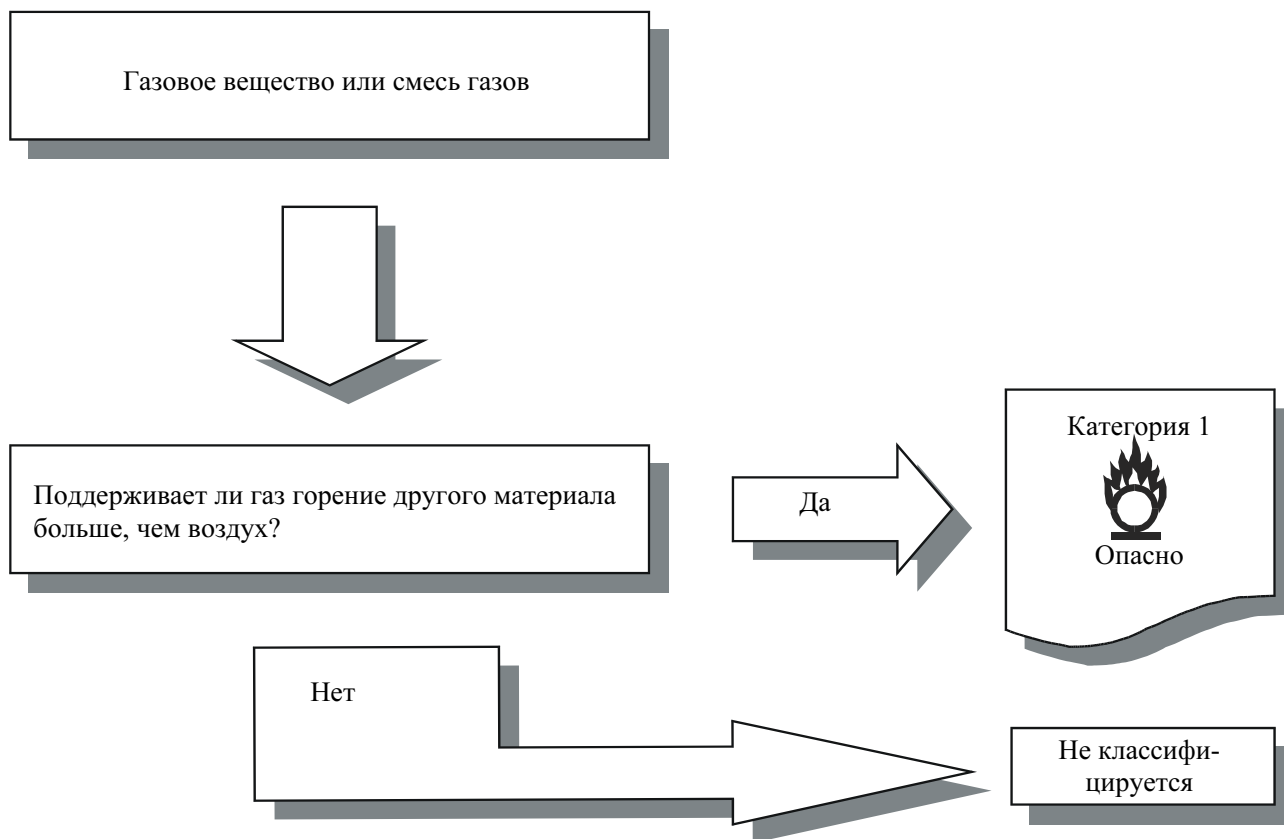 Газовое вещество или смесь газов
Поддерживает ли газ горение другого материала
больше, чем воздух?
Да
Категория 1
Опасно
Нет
Не классифи-
цируется